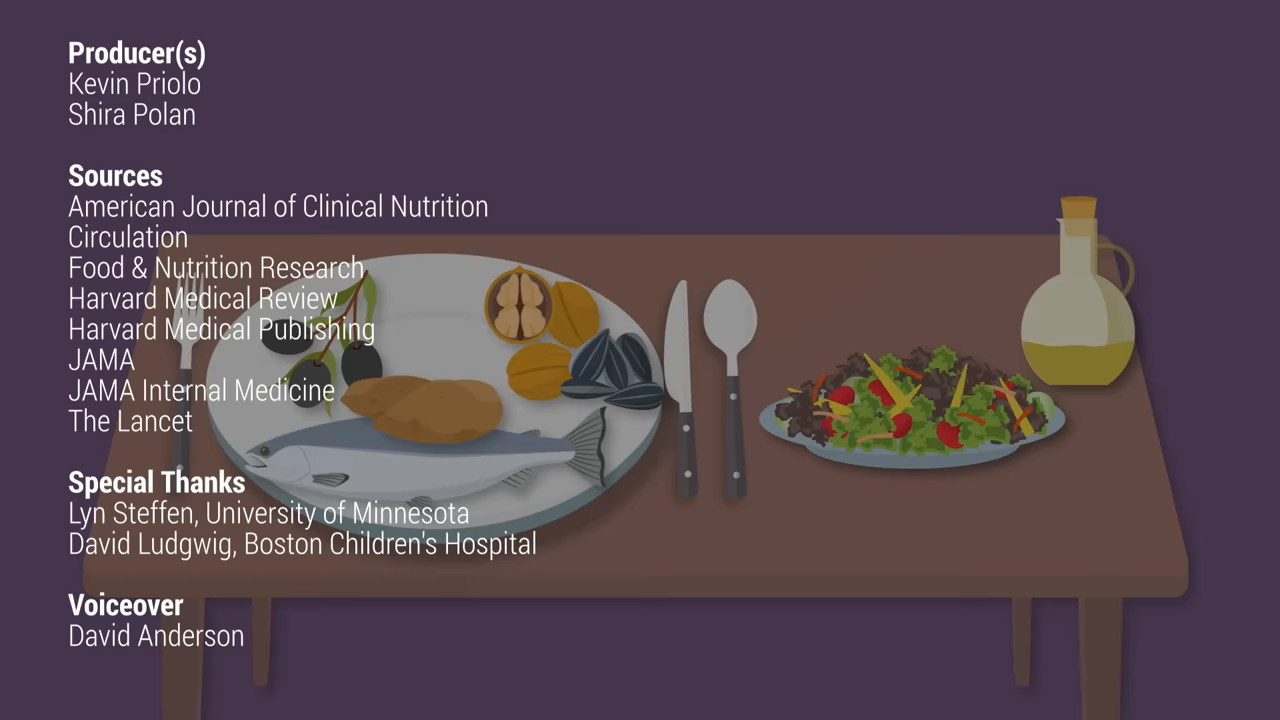 Producer(s)
Kevin Priolo
Shira Polan
Sources
American Journal of Clinical Nutrition
Circulation
Food & Nutrition Research
Harvard Medical Review
Harvard Medical Publishing
JAMA
JAMA Internal Medicine
The Lancet
Special Thanks
Lyn Steffen, University of Minnesota
David Ludgwig, Boston Children's Hospital
Voiceover
David Anderson